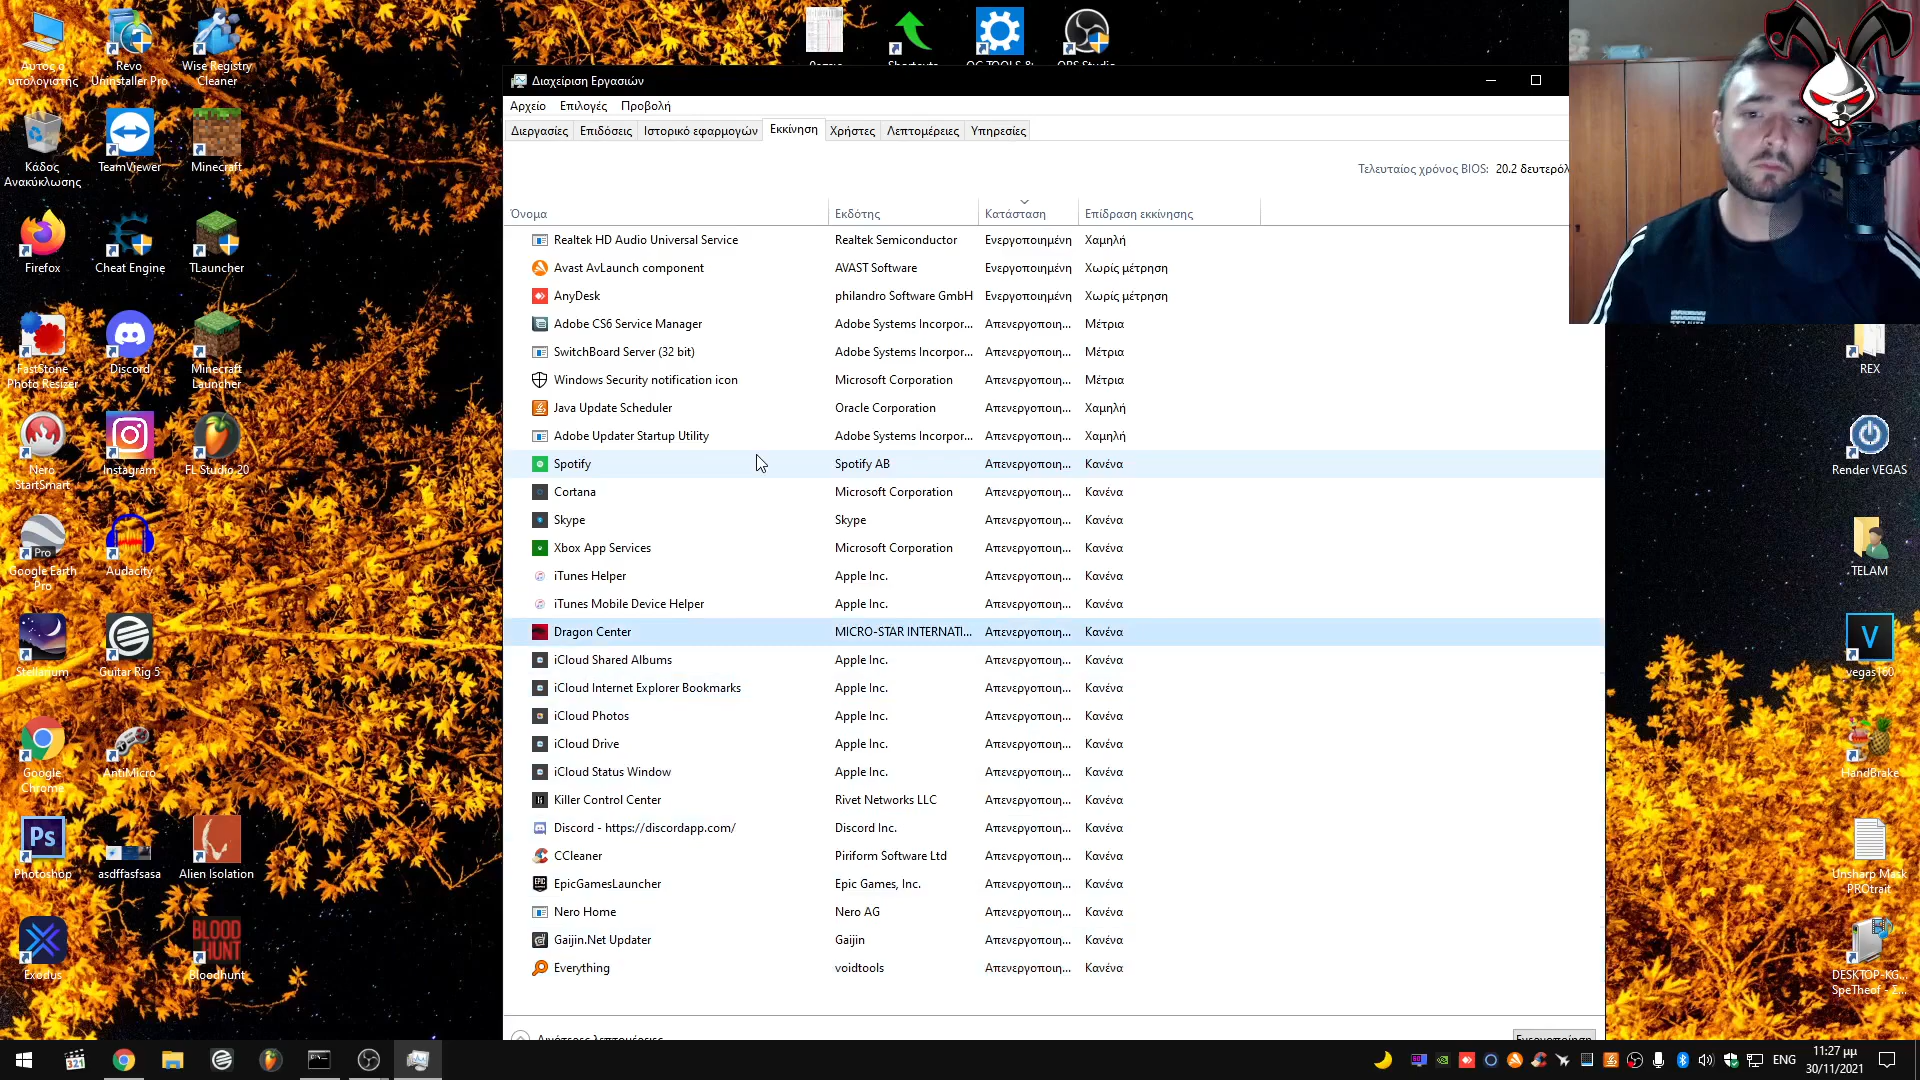 Αυτός ο υπολογιστής
Revo Uninstaller Pro
Wise Registry Cleaner
Κάδος Ανακύκλωσης
TeamViewer
Minecraft
Firefox
Cheat Engine
TLauncher
FastStone Photo Resizer
Discord
Minecraft Launcher
Nero StartSmart
Instagram
FL Studio 20
Google Earth Pro
Audacity
Stellarium
Guitar Rig 5
Google Chrome
AntiMicro
Photoshop
asdffasfsasa
Alien Isolation
Exodus
Bloodhunt
BLOOD HUNT
Shortcuts
OC TOOLS &
OBS Studio
Διαχείριση Εργασιών
Αρχείο Επιλογές Προβολή
Διεργασίες Επιδόσεις Ιστορικό εφαρμογών Εκκίνηση Χρήστες Λεπτομέρειες Υπηρεσίες
Τελευταίος χρόνος BIOS: 20.2 δευτερόλ
Όνομα Εκδότης Κατάσταση Επίδραση εκκίνησης
Realtek HD Audio Universal Service Realtek Semiconductor Ενεργοποιημένη Χαμηλή
Avast AvLaunch component AVAST Software Ενεργοποιημένη Χωρίς μέτρηση
AnyDesk philandro Software GmbH Ενεργοποιημένη Χωρίς μέτρηση
Adobe CS6 Service Manager Adobe Systems Incorpor... Απενεργοποιη... Μέτρια
SwitchBoard Server (32 bit) Adobe Systems Incorpor... Απενεργοποιη... Μέτρια
Windows Security notification icon Microsoft Corporation Απενεργοποιη... Μέτρια
Java Update Scheduler Oracle Corporation Απενεργοποιη... Χαμηλή
Adobe Updater Startup Utility Adobe Systems Incorpor... Απενεργοποιη... Χαμηλή
Spotify Spotify AB Απενεργοποιη... Κανένα
Cortana Microsoft Corporation Απενεργοποιη... Κανένα
Skype Skype Απενεργοποιη... Κανένα
Xbox App Services Microsoft Corporation Απενεργοποιη... Κανένα
iTunes Helper Apple Inc. Απενεργοποιη... Κανένα
iTunes Mobile Device Helper Apple Inc. Απενεργοποιη... Κανένα
Dragon Center MICRO-STAR INTERNATI... Απενεργοποιη... Κανένα
iCloud Shared Albums Apple Inc. Απενεργοποιη... Κανένα
iCloud Internet Explorer Bookmarks Apple Inc. Απενεργοποιη... Κανένα
iCloud Photos Apple Inc. Απενεργοποιη... Κανένα
iCloud Drive Apple Inc. Απενεργοποιη... Κανένα
iCloud Status Window Apple Inc. Απενεργοποιη... Κανένα
Killer Control Center Rivet Networks LLC Απενεργοποιη... Κανένα
Discord - https://discordapp.com/ Discord Inc. Απενεργοποιη... Κανένα
CCleaner Piriform Software Ltd Απενεργοποιη... Κανένα
EpicGamesLauncher Epic Games, Inc. Απενεργοποιη... Κανένα
Nero Home Nero AG Απενεργοποιη... Κανένα
Gaijin.Net Updater Gaijin Απενεργοποιη... Κανένα
Everything voidtools Απενεργοποιη... Κανένα
Λιγότερες λεπτομέρειες
Ενεργοποίηση
REX
Render VEGAS
TELAM
vegas160
HandBrake
Unsharp Mask PROtrait
DESKTOP-KG...
SpeTheof - Σ...
ENG
11:27 μμ
30/11/2021